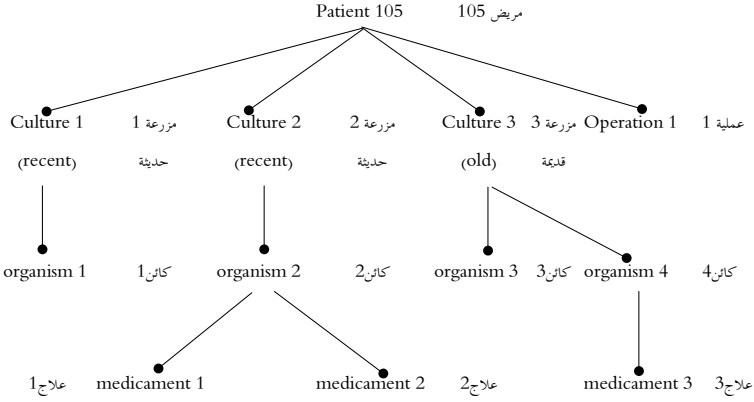 Patient 105 مريض 105
Culture 1 مزرعة 1 Culture 2 مزرعة 2 Culture 3 مزرعة 3 Operation 1 عملية 1
(recent) حديثة (recent) حديثة (old) قديمة
organism 1 كائن1 organism 2 كائن2 organism 3 كائن3 organism 4 كائن4
علاج1 medicament 1 medicament 2 علاج2 medicament 3 علاج3